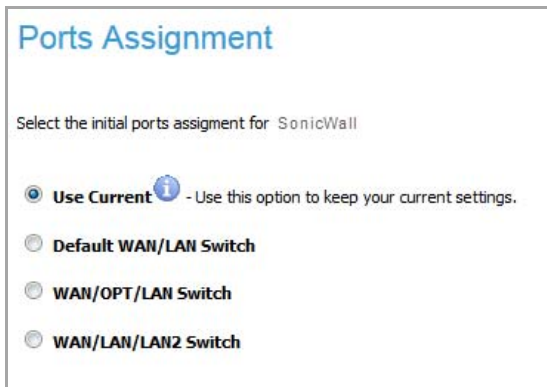 Ports Assignment
Select the initial ports assigment for SonicWall
Use Current i - Use this option to keep your current settings.
Default WAN/LAN Switch
WAN/OPT/LAN Switch
WAN/LAN/LAN2 Switch